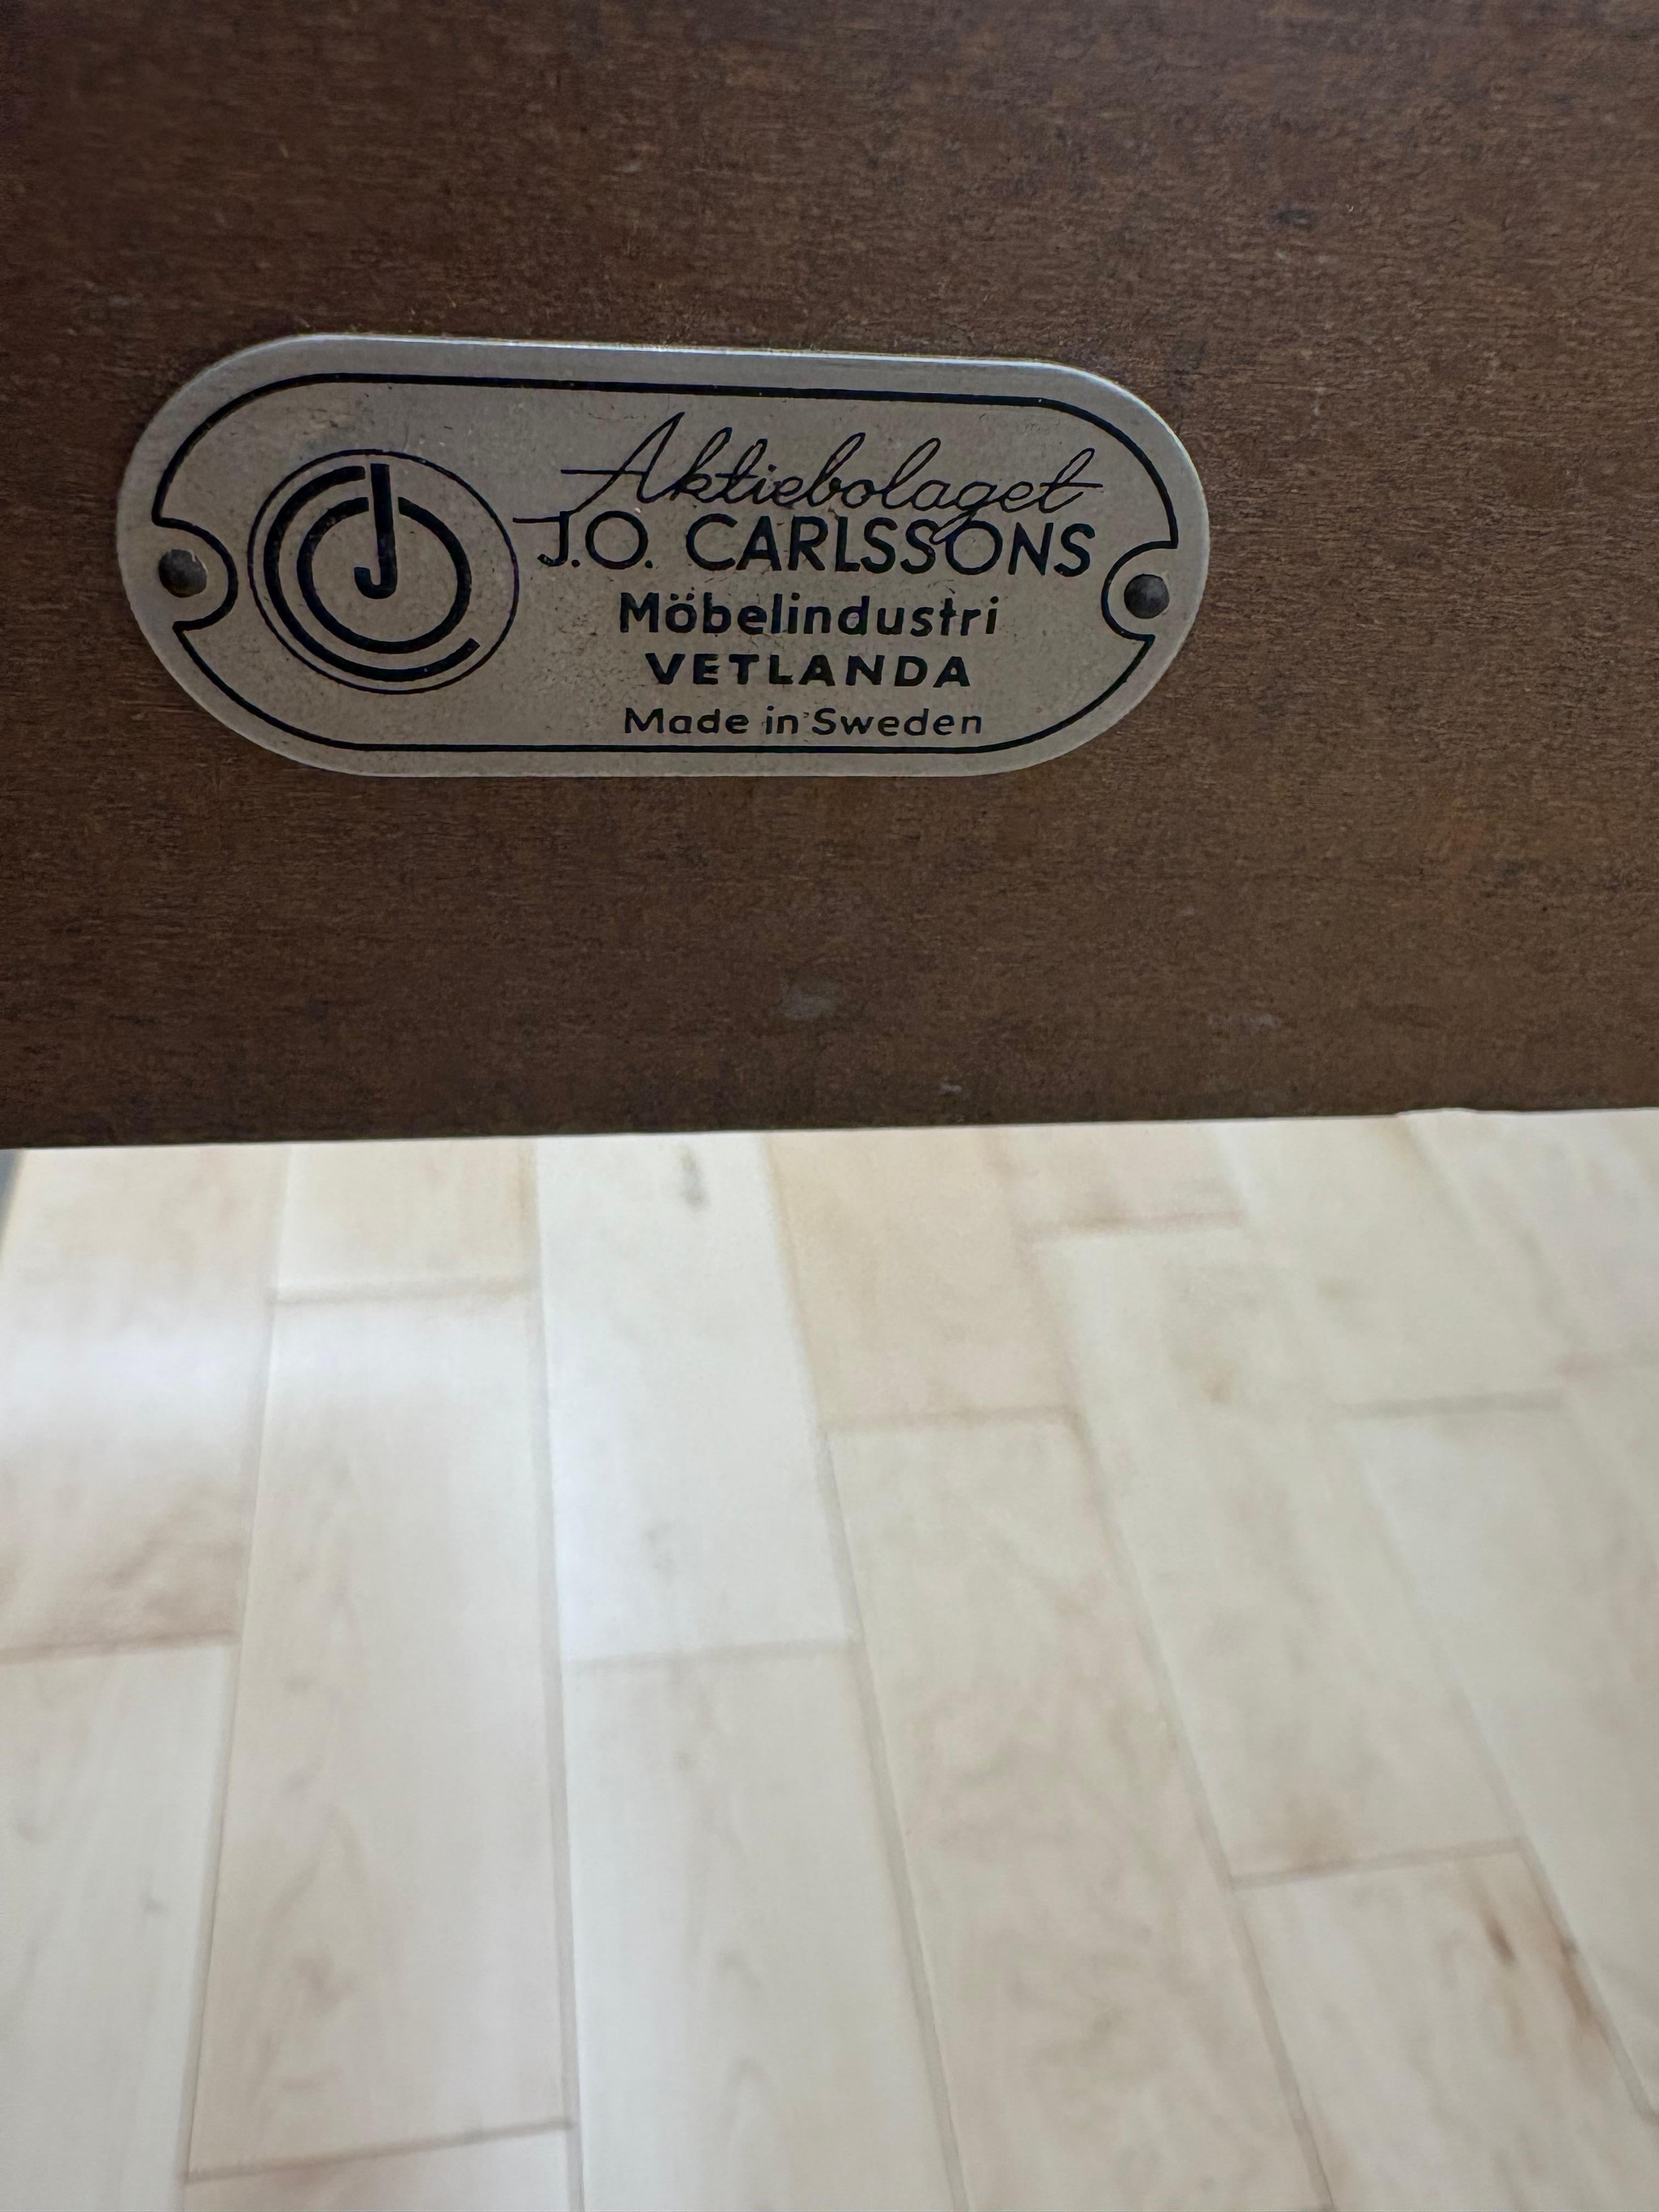 Aktiebolaget
J.O. CARLSSONS
Möbelindustri
VETLANDA
Made in Sweden